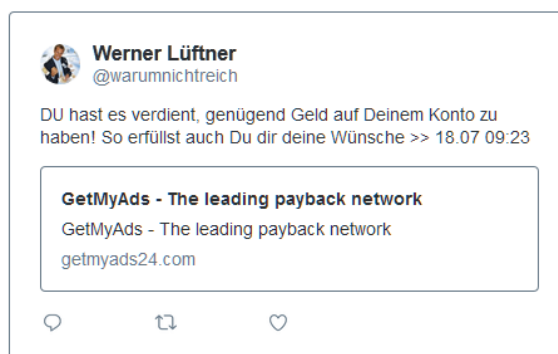 Werner Lüftner
@warumnichtreich
DU hast es verdient, genügend Geld auf Deinem Konto zu
haben! So erfüllst auch Du dir deine Wünsche >> 18.07 09:23
GetMyAds - The leading payback network
GetMyAds - The leading payback network
getmyads24.com